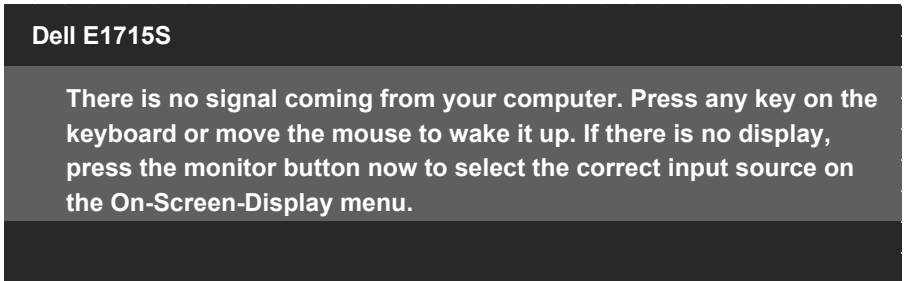 Dell E1715S
There is no signal coming from your computer. Press any key on the
keyboard or move the mouse to wake it up. If there is no display,
press the monitor button now to select the correct input source on
the On-Screen-Display menu.